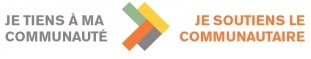 JE TIENS À MA
COMMUNAUTÉ
JE SOUTIENS LE
COMMUNAUTAIRE